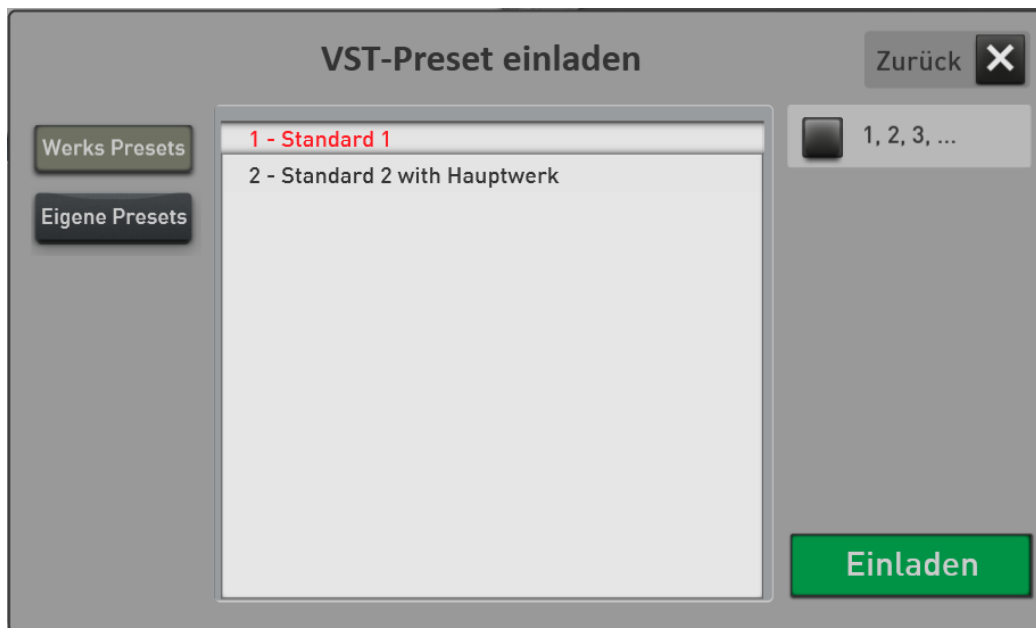 VST-Preset einladen
Zurück
Werks Presets
Eigene Presets
1 - Standard 1
2 - Standard 2 with Hauptwerk
1, 2, 3, ...
Einladen